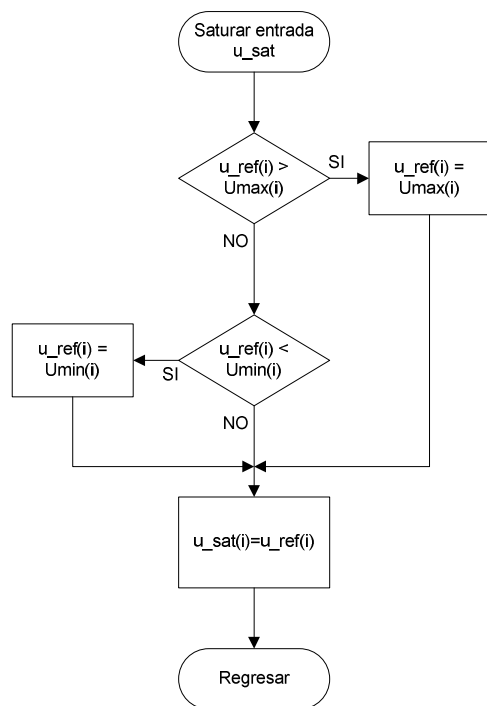 Saturar entrada
u_sat
u_ref(i) >
Umax(i)
SI
u_ref(i) =
Umax(i)
NO
u_ref(i) <
Umin(i)
SI
u_ref(i) =
Umin(i)
NO
u_sat(i)=u_ref(i)
Regresar